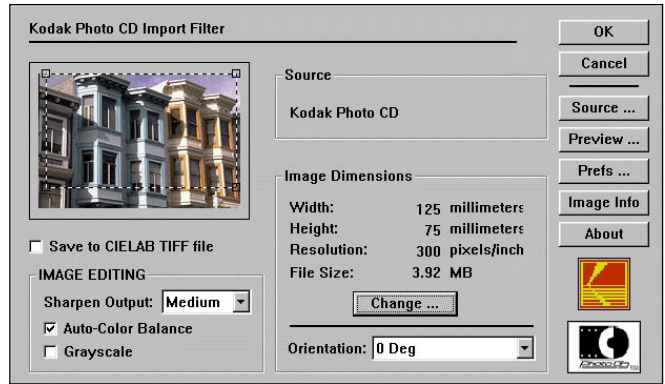 Kodak Photo CD Import Filter
Source
Kodak Photo CD
Image Dimensions
Width: 125 millimeters
Height: 75 millimeters
Resolution: 300 pixels/inch
File Size: 3.92 MB
Change ...
Orientation: 0 Deg
Save to CIELAB TIFF file
IMAGE EDITING
Sharpen Output: Medium
Auto-Color Balance
Grayscale
OK
Cancel
Source ...
Preview ...
Prefs ...
Image Info
About
Photo CD